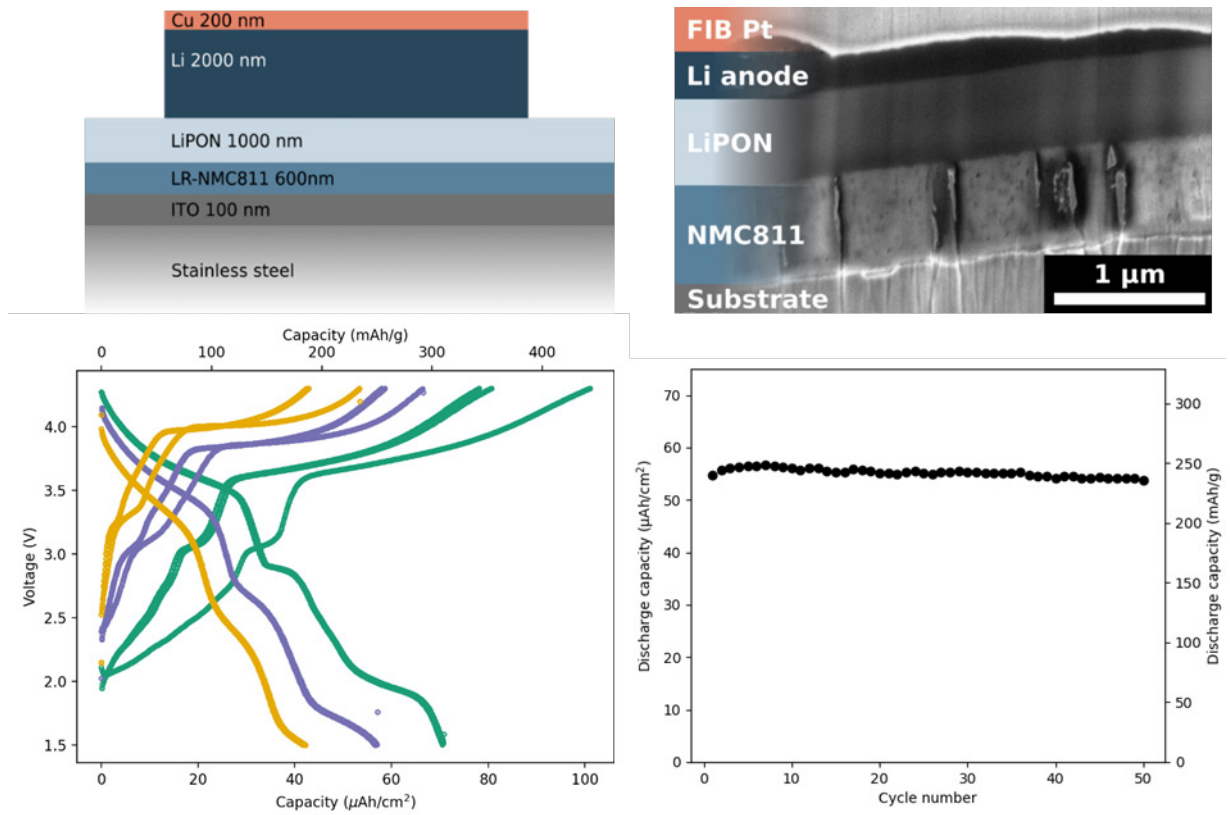 Cu 200 nm
Li 2000 nm
LiPON 1000 nm
LR-NMC811 600nm
ITO 100 nm
Stainless steel
FIB Pt
Li anode
LiPON
NMC811
Substrate
1 µm
Capacity (mAh/g)
0 100 200 300 400
Voltage (V)
4.0
3.5
3.0
2.5
2.0
1.5
0 20 40 60 80 100
Capacity (µAh/cm²)
Discharge capacity (µAh/cm²)
70
60
50
40
30
20
10
0
0 10 20 30 40 50
Cycle number
300
250
200
150
100
50
0
Discharge capacity (mAh/g)